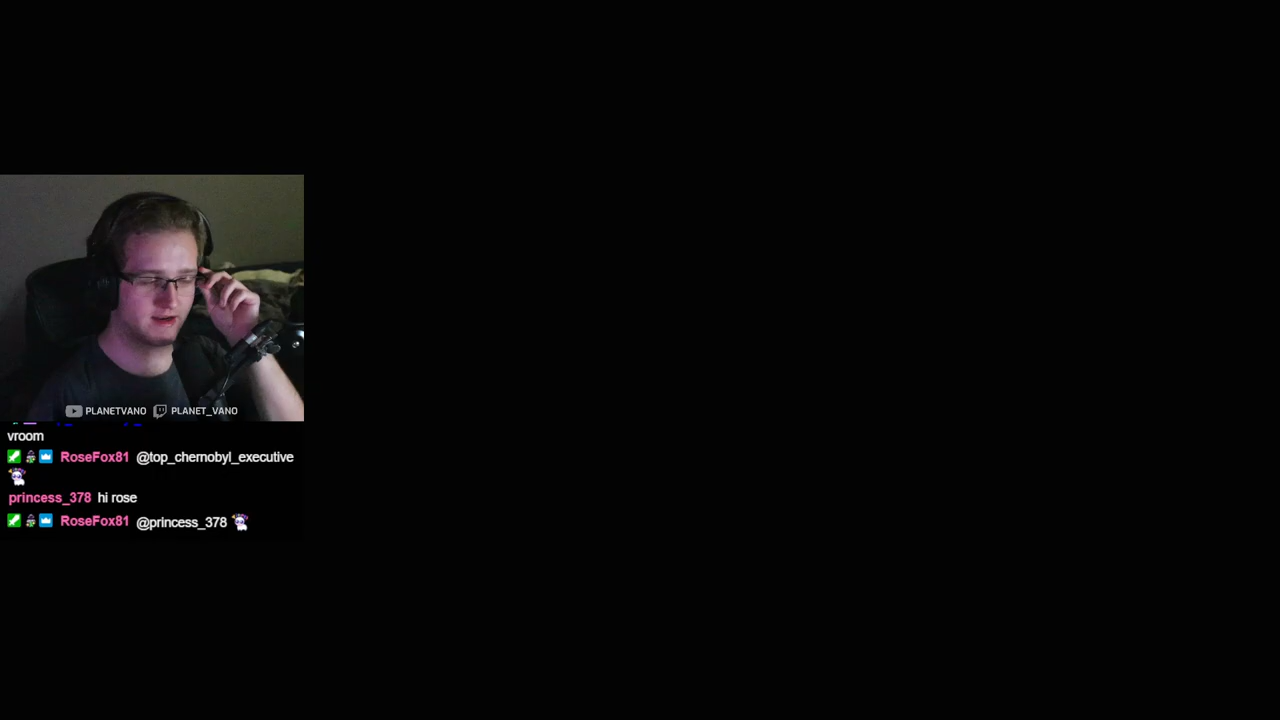 PLANETVANO PLANET_VANO
vroom
RoseFox81 @top_chernobyl_executive
princess_378 hi rose
RoseFox81 @princess_378